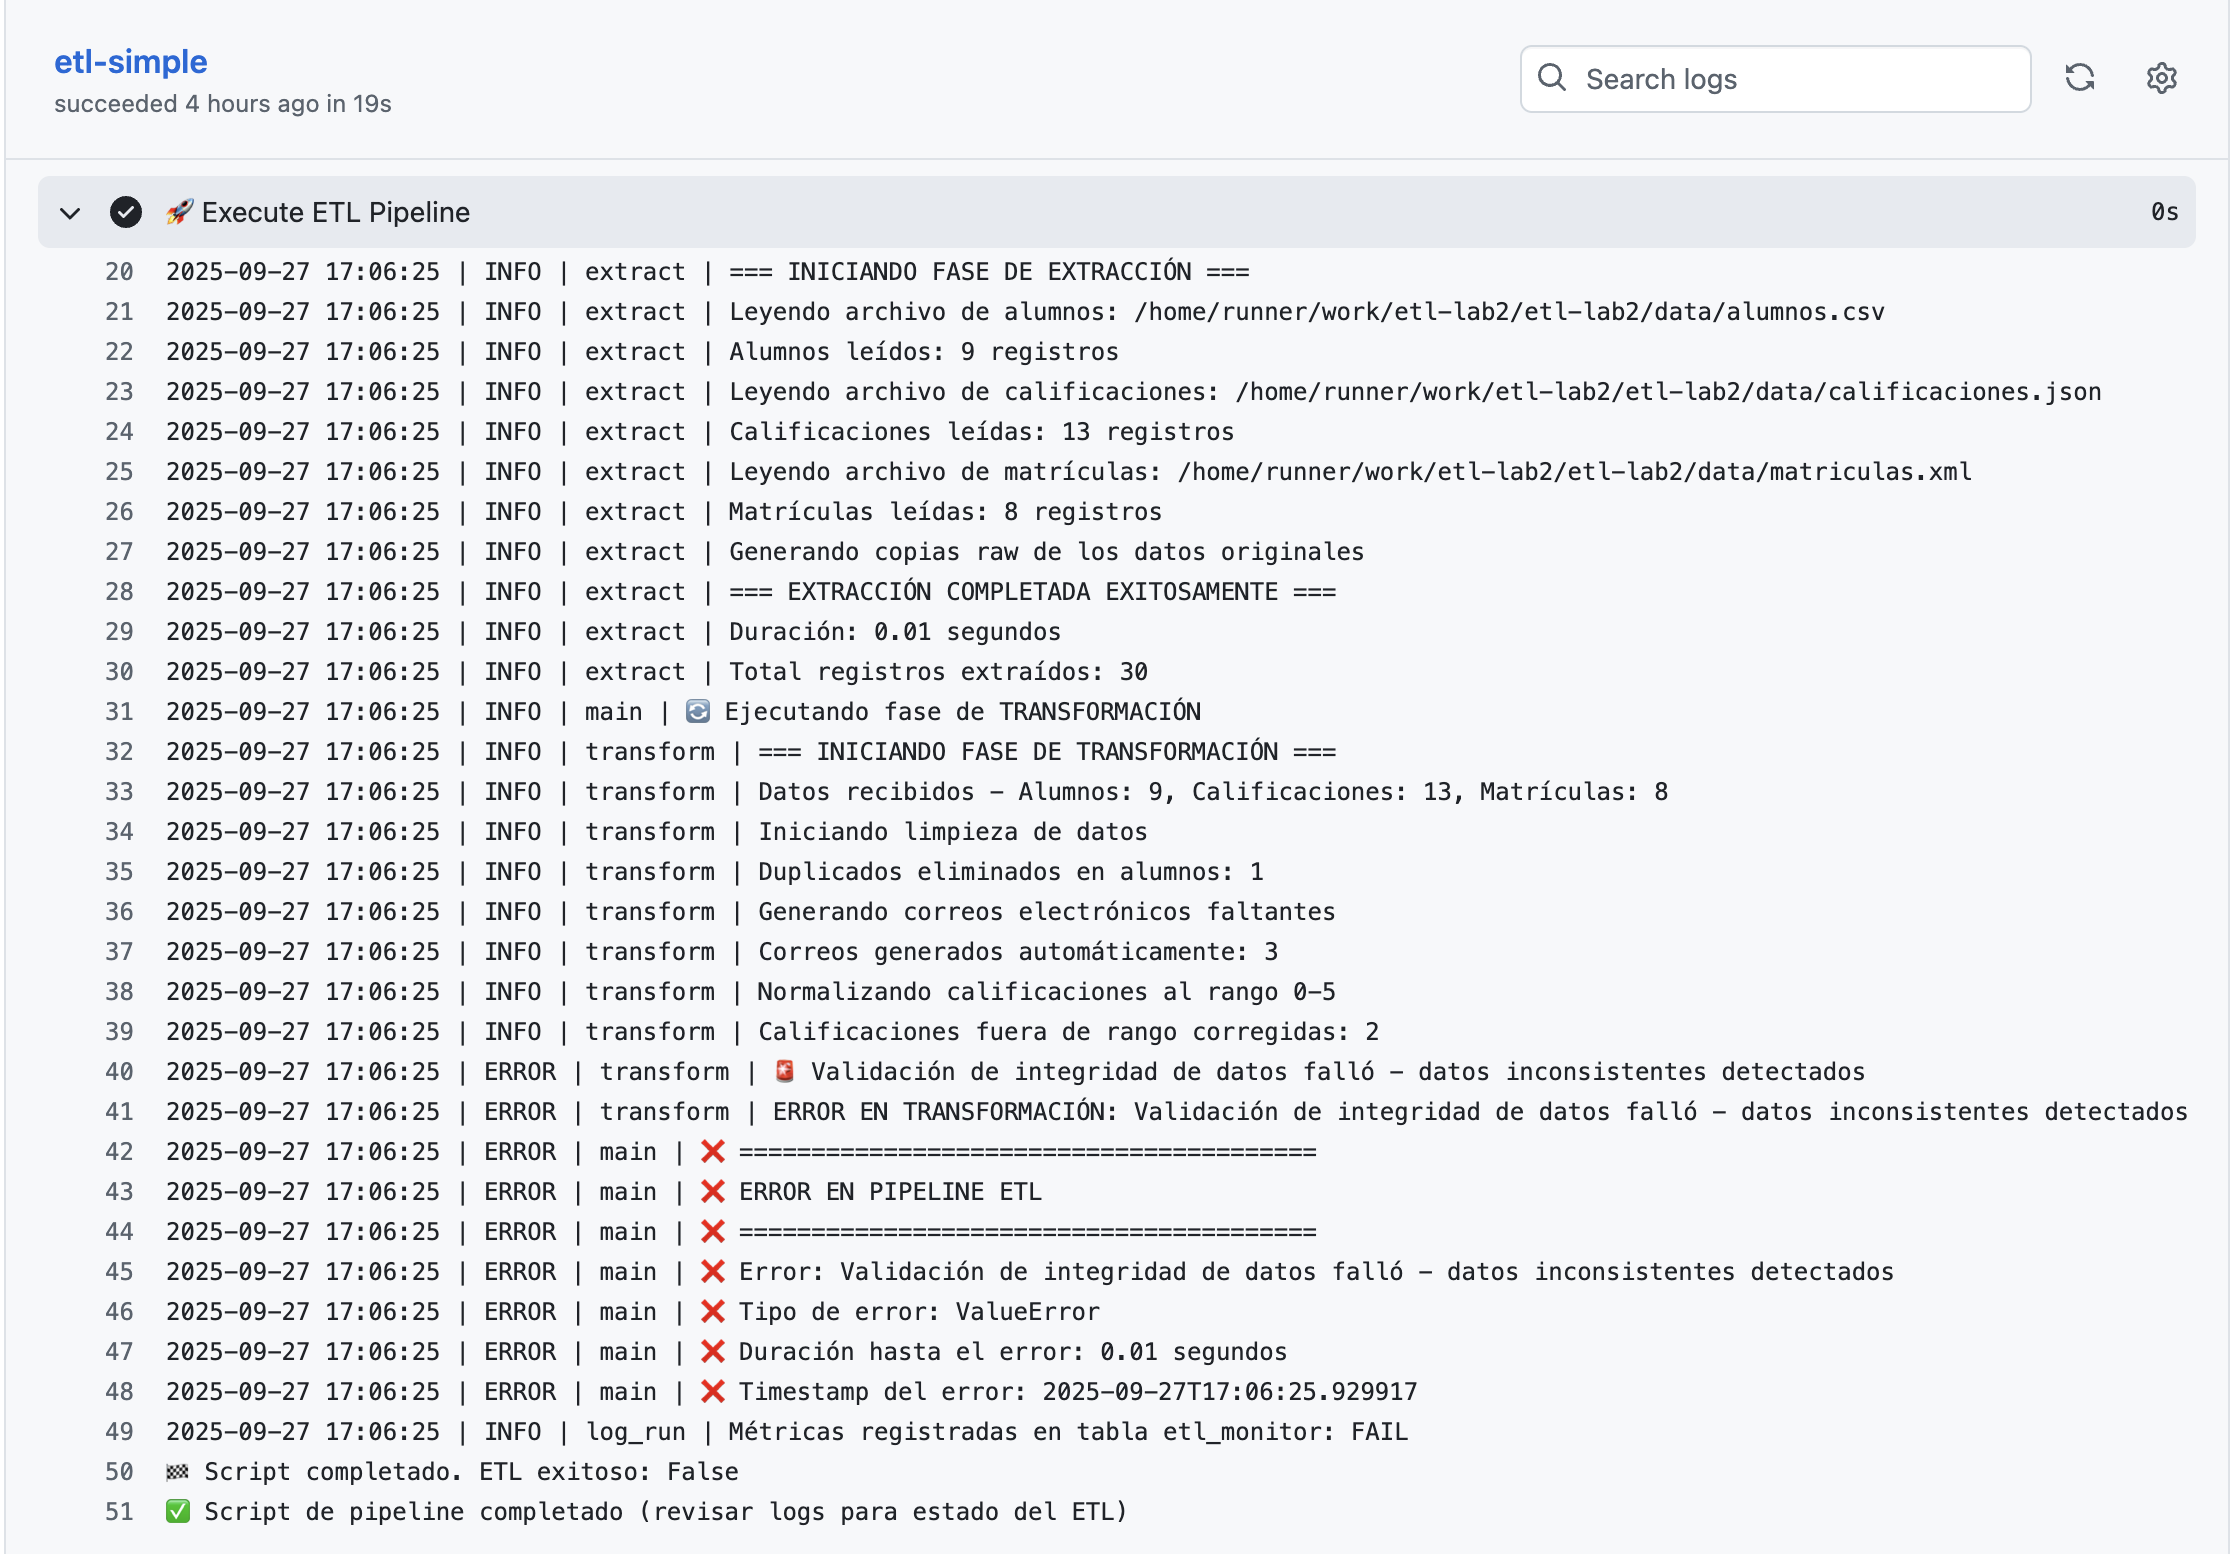 etl-simple
succeeded 4 hours ago in 19s
Search logs
🚀 Execute ETL Pipeline 0s
20 2025-09-27 17:06:25 | INFO | extract | === INICIANDO FASE DE EXTRACCIÓN ===
21 2025-09-27 17:06:25 | INFO | extract | Leyendo archivo de alumnos: /home/runner/work/etl-lab2/etl-lab2/data/alumnos.csv
22 2025-09-27 17:06:25 | INFO | extract | Alumnos leídos: 9 registros
23 2025-09-27 17:06:25 | INFO | extract | Leyendo archivo de calificaciones: /home/runner/work/etl-lab2/etl-lab2/data/calificaciones.json
24 2025-09-27 17:06:25 | INFO | extract | Calificaciones leídas: 13 registros
25 2025-09-27 17:06:25 | INFO | extract | Leyendo archivo de matrículas: /home/runner/work/etl-lab2/etl-lab2/data/matriculas.xml
26 2025-09-27 17:06:25 | INFO | extract | Matrículas leídas: 8 registros
27 2025-09-27 17:06:25 | INFO | extract | Generando copias raw de los datos originales
28 2025-09-27 17:06:25 | INFO | extract | === EXTRACCIÓN COMPLETADA EXITOSAMENTE ===
29 2025-09-27 17:06:25 | INFO | extract | Duración: 0.01 segundos
30 2025-09-27 17:06:25 | INFO | extract | Total registros extraídos: 30
31 2025-09-27 17:06:25 | INFO | main | 🔄 Ejecutando fase de TRANSFORMACIÓN
32 2025-09-27 17:06:25 | INFO | transform | === INICIANDO FASE DE TRANSFORMACIÓN ===
33 2025-09-27 17:06:25 | INFO | transform | Datos recibidos - Alumnos: 9, Calificaciones: 13, Matrículas: 8
34 2025-09-27 17:06:25 | INFO | transform | Iniciando limpieza de datos
35 2025-09-27 17:06:25 | INFO | transform | Duplicados eliminados en alumnos: 1
36 2025-09-27 17:06:25 | INFO | transform | Generando correos electrónicos faltantes
37 2025-09-27 17:06:25 | INFO | transform | Correos generados automáticamente: 3
38 2025-09-27 17:06:25 | INFO | transform | Normalizando calificaciones al rango 0-5
39 2025-09-27 17:06:25 | INFO | transform | Calificaciones fuera de rango corregidas: 2
40 2025-09-27 17:06:25 | ERROR | transform | 🚨 Validación de integridad de datos falló - datos inconsistentes detectados
41 2025-09-27 17:06:25 | ERROR | transform | ERROR EN TRANSFORMACIÓN: Validación de integridad de datos falló - datos inconsistentes detectados
42 2025-09-27 17:06:25 | ERROR | main | ❌ ========================================
43 2025-09-27 17:06:25 | ERROR | main | ❌ ERROR EN PIPELINE ETL
44 2025-09-27 17:06:25 | ERROR | main | ❌ ========================================
45 2025-09-27 17:06:25 | ERROR | main | ❌ Error: Validación de integridad de datos falló - datos inconsistentes detectados
46 2025-09-27 17:06:25 | ERROR | main | ❌ Tipo de error: ValueError
47 2025-09-27 17:06:25 | ERROR | main | ❌ Duración hasta el error: 0.01 segundos
48 2025-09-27 17:06:25 | ERROR | main | ❌ Timestamp del error: 2025-09-27T17:06:25.929917
49 2025-09-27 17:06:25 | INFO | log_run | Métricas registradas en tabla etl_monitor: FAIL
50 🏁 Script completado. ETL exitoso: False
51 ✅ Script de pipeline completado (revisar logs para estado del ETL)